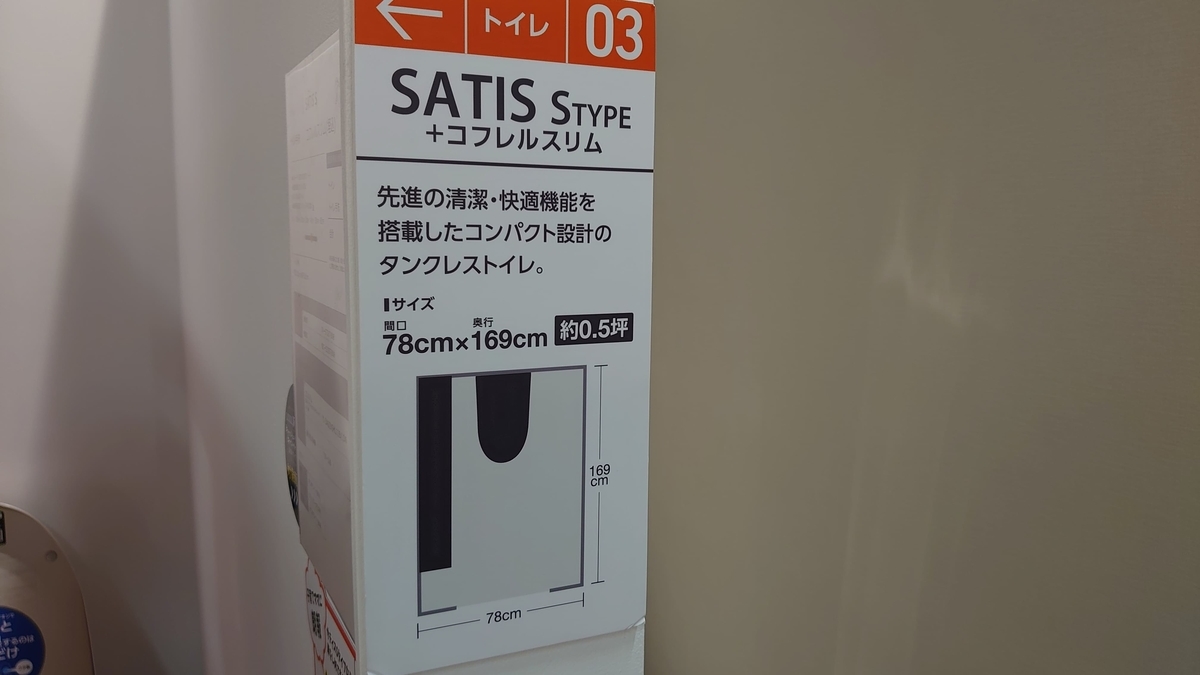 ← トイレ 03
SATIS STYPE
+コフレルスリム
先進の清潔・快適機能を
搭載したコンパクト設計の
タンクレストイレ。
サイズ
間口 奥行
78cm×169cm 約0.5坪
169
cm
78cm